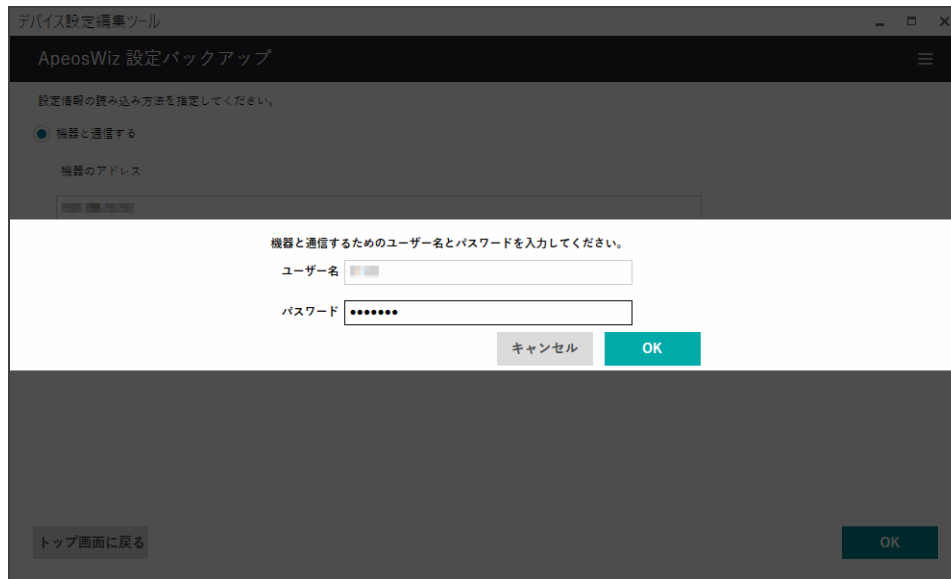 デバイス設定編集ツール
ApeosWiz 設定バックアップ
設定情報の読み込み方法を指定してください。
機器と通信する
機器のアドレス
機器と通信するためのユーザー名とパスワードを入力してください。
ユーザー名
パスワード •••••••
キャンセル OK
トップ画面に戻る OK